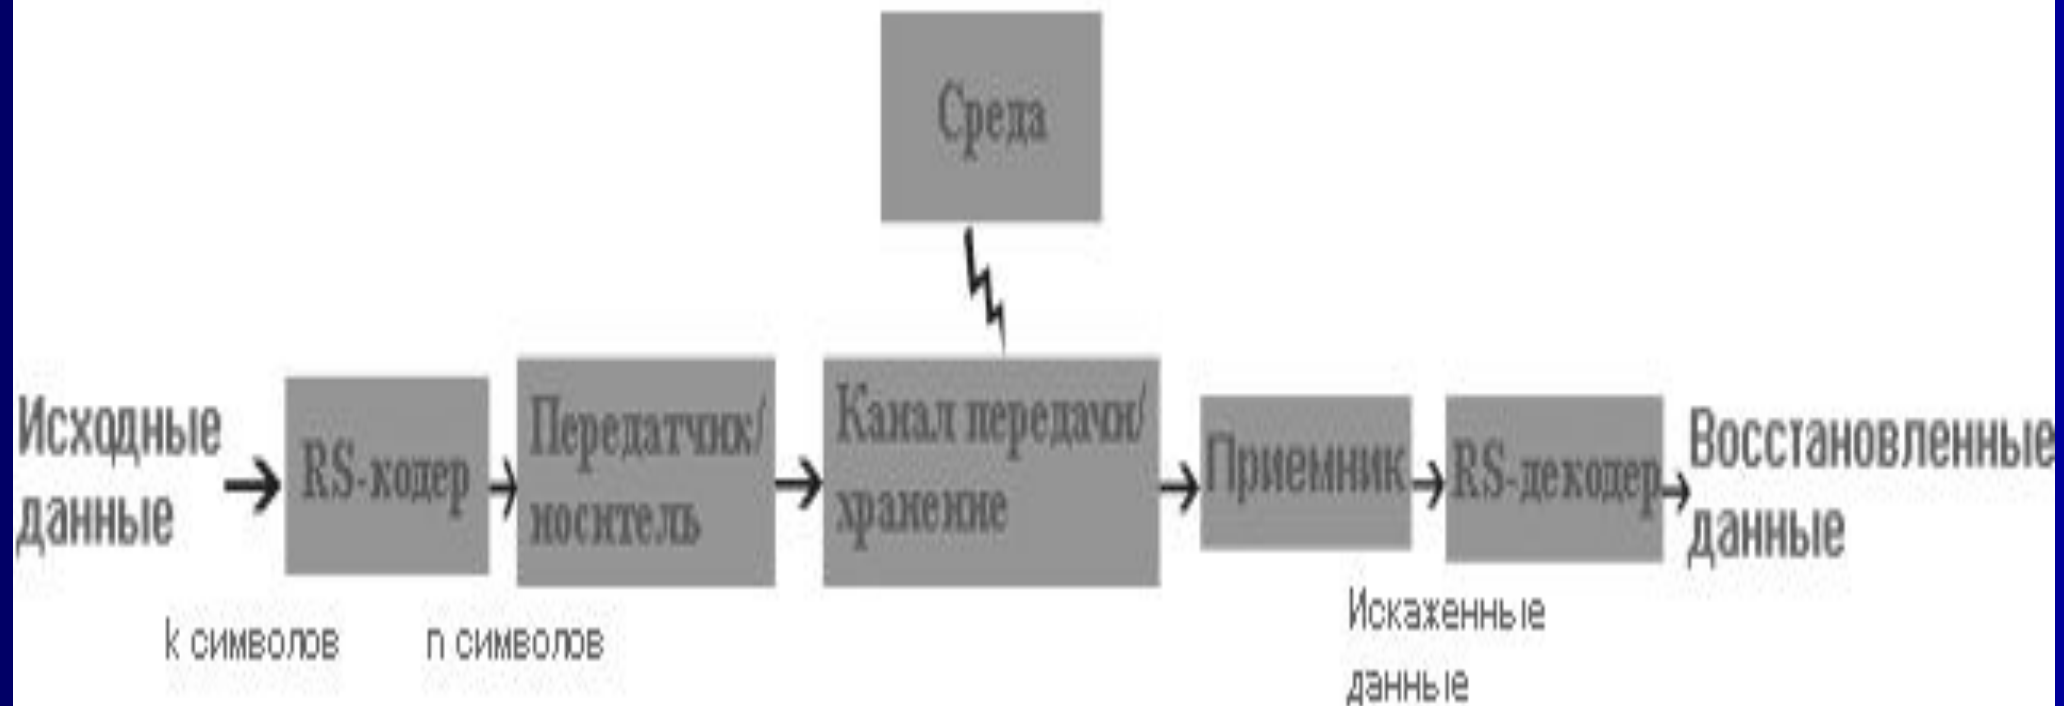 Среда
Исходные
данные
RS-кодер
Передатчик/
носитель
Канал передачи/
хранение
Приемник
RS-декодер
Восстановленные
данные
k символов
n символов
Искаженные
данные